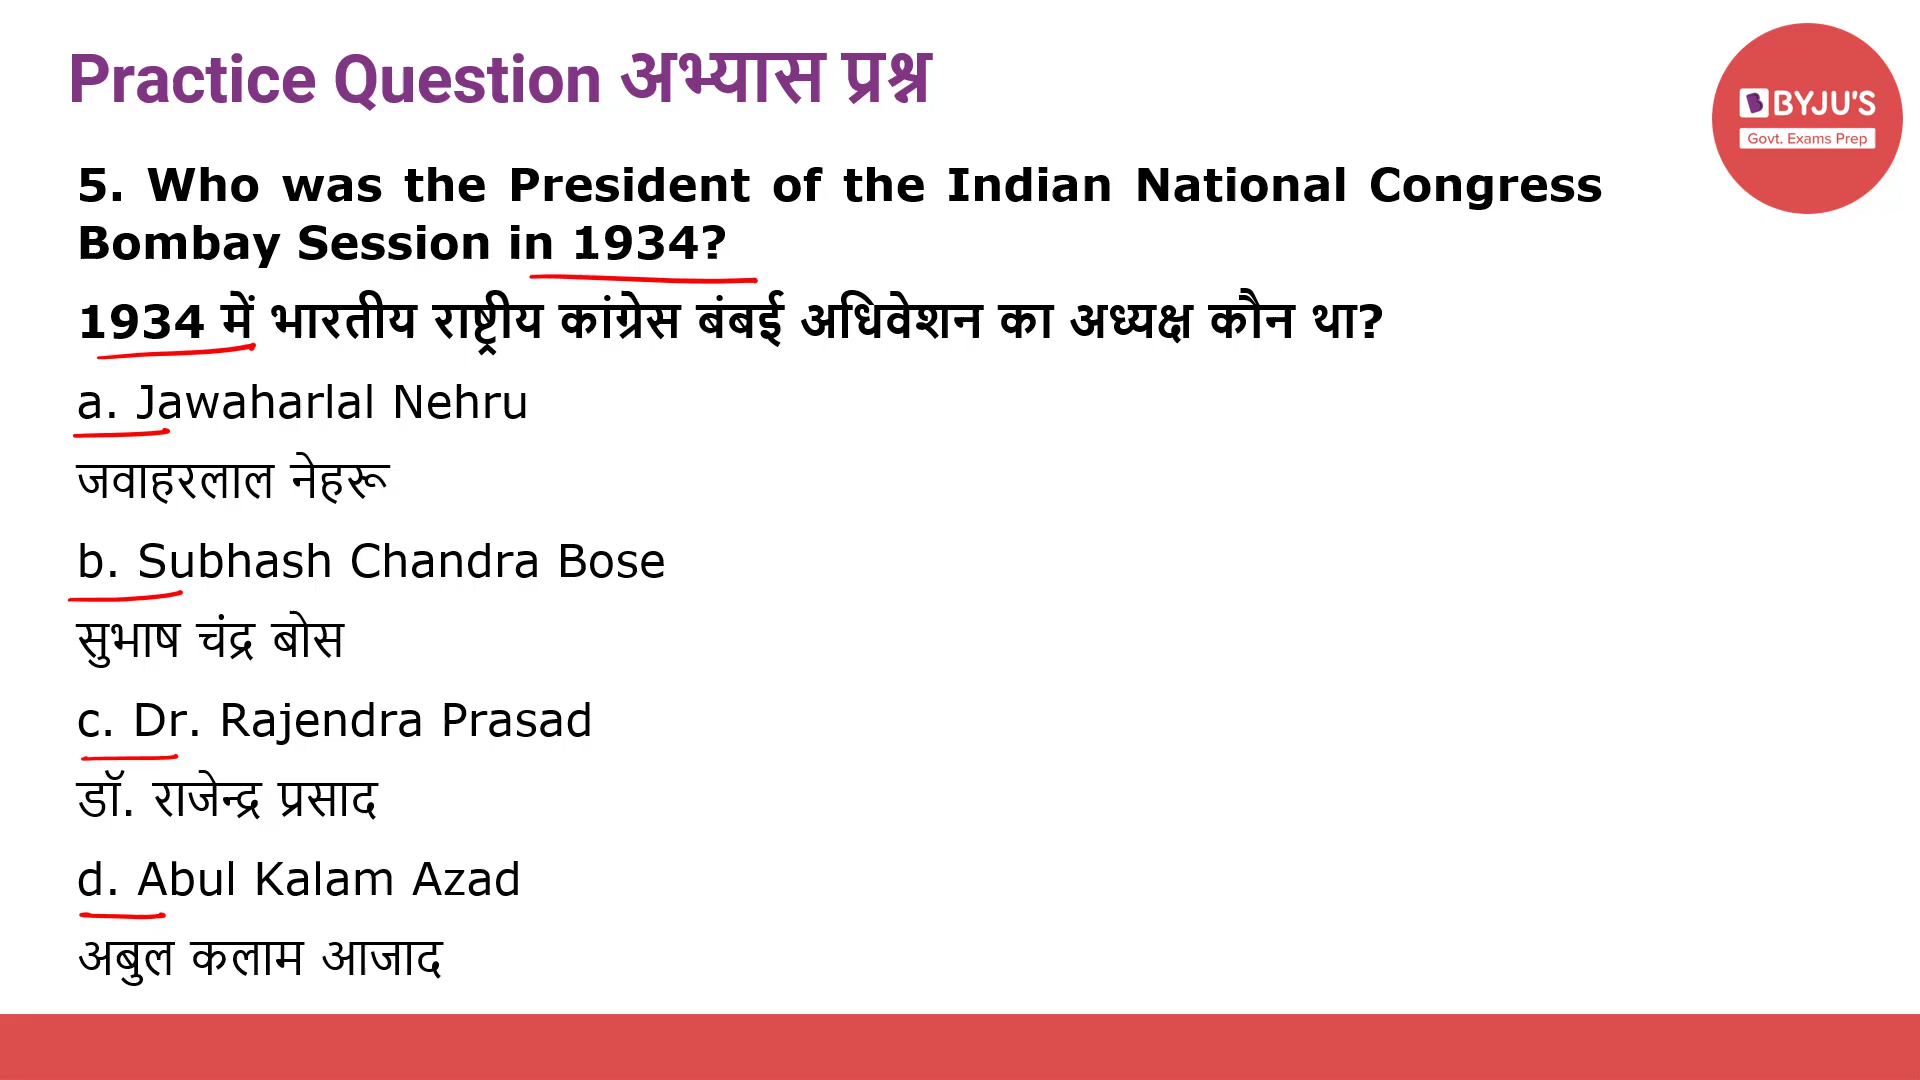 Practice Question अभ्यास प्रश्न
BYJU'S
Govt. Exams Prep
5. Who was the President of the Indian National Congress
Bombay Session in 1934?
1934 में भारतीय राष्ट्रीय कांग्रेस बंबई अधिवेशन का अध्यक्ष कौन था?
a. Jawaharlal Nehru
जवाहरलाल नेहरू
b. Subhash Chandra Bose
सुभाष चंद्र बोस
c. Dr. Rajendra Prasad
डॉ. राजेन्द्र प्रसाद
d. Abul Kalam Azad
अबुल कलाम आजाद